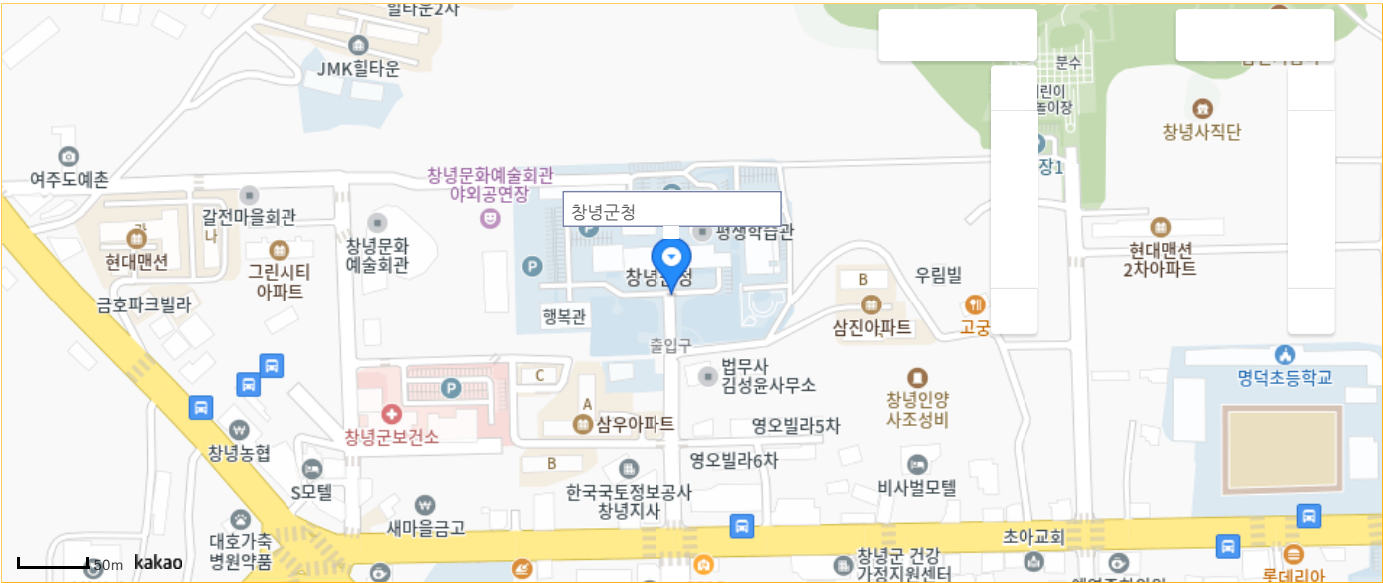 힐타운2차
JMK힐타운
분수
놀이장
창녕사직단
장1
여주도예촌
창녕문화예술회관
야외공연장
갈전마을회관
나
창녕군청
평생학습관
현대맨션
그린시티
아파트
창녕문화
예술회관
P
P
현대맨션
2차아파트
금호파크빌라
행복관
B
우림빌
삼진아파트
고궁
출입구
법무사
김성윤사무소
C
A
P
명덕초등학교
창녕인양
사조성비
창녕군보건소
삼우아파트
영오빌라5차
창녕농협
B
영오빌라6차
S모텔
한국국토정보공사
창녕지사
비사벌모텔
새마을금고
대호가축
병원약품
초아교회
창녕군 건강
가정지원센터
롯데리아
50m
kakao